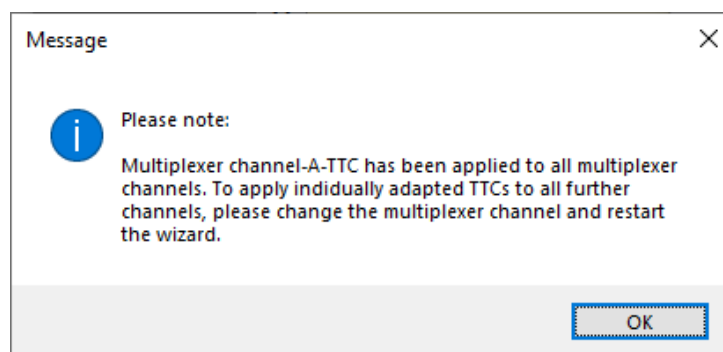 Message
Please note:
Multiplexer channel-A-TTC has been applied to all multiplexer
channels. To apply indidually adapted TTCs to all further
channels, please change the multiplexer channel and restart
the wizard.
OK